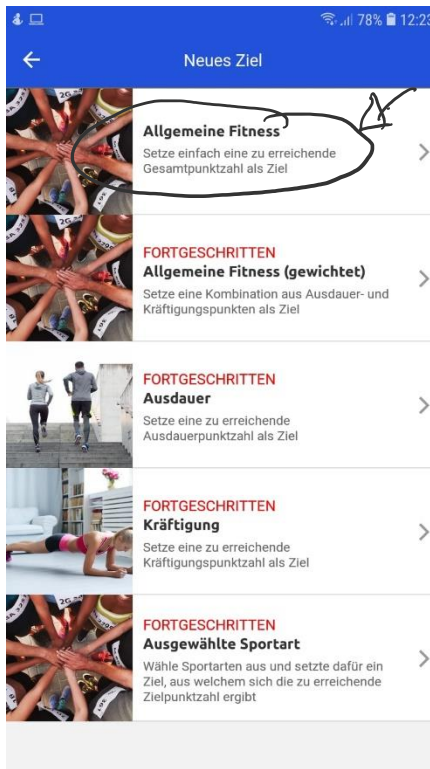 78% 12:23
Neues Ziel
Allgemeine Fitness
Setze einfach eine zu erreichende
Gesamtpunktzahl als Ziel
FORTGESCHRITTEN
Allgemeine Fitness (gewichtet)
Setze eine Kombination aus Ausdauer- und
Kräftigungspunkten als Ziel
FORTGESCHRITTEN
Ausdauer
Setze eine zu erreichende
Ausdauerpunktzahl als Ziel
FORTGESCHRITTEN
Kräftigung
Setze eine zu erreichende
Kräftigungspunktzahl als Ziel
FORTGESCHRITTEN
Ausgewählte Sportart
Wähle Sportarten aus und setzte dafür ein
Ziel, aus welchem sich die zu erreichende
Zielpunktzahl ergibt